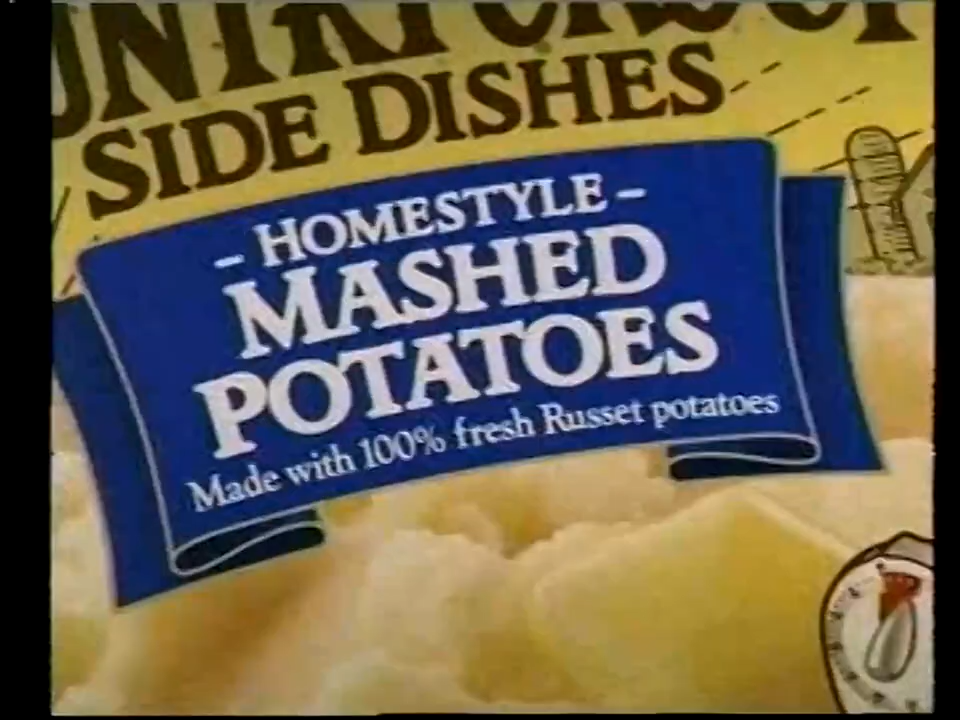 SIDE DISHES
- HOMESTYLE -
MASHED
POTATOES
Made with 100% fresh Russet potatoes